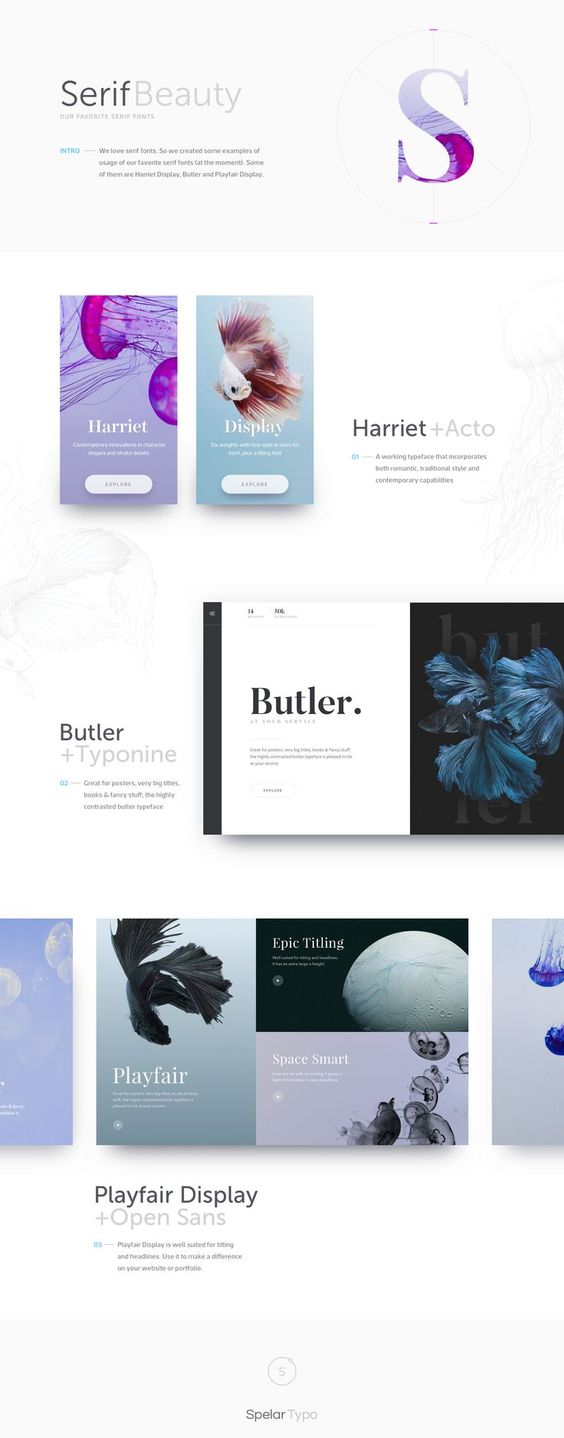 Serif Beauty
OUR FAVORITE SERIF FONTS
INTRO
We love serif fonts. So we created some examples of
usage of our favorite serif fonts (at the moment). Some
of them are Harriet Display, Butler and Playfair Display.
S
Harriet
Contemporary innovations in character
shapes and stroke details
EXPLORE
Display
Six weights with four optical sizes for
each, plus a titling font
EXPLORE
Harriet +Acto
01
A working typeface that incorporates
both romantic, traditional style and
contemporary capabilities
14
50k
Butler.
AT YOUR SERVICE
Great for posters, very big titles, books & fancy stuff,
the highly contrasted butler typeface is pleased to be
at your service.
EXPLORE
but
ler
Butler
+Typonine
02
Great for posters, very big titles,
books & fancy stuff, the highly
contrasted butler typeface
Playfair
Great for posters, very big titles, books & fancy
stuff, the highly contrasted butler typeface is
pleased to be at your service.
Epic Titling
Well suited for titling and headlines.
It has an extra large x-height.
Space Smart
Playfair Display
+Open Sans
03
Playfair Display is well suited for titling
and headlines. Use it to make a difference
on your website or portfolio.
S
Spelar Typo